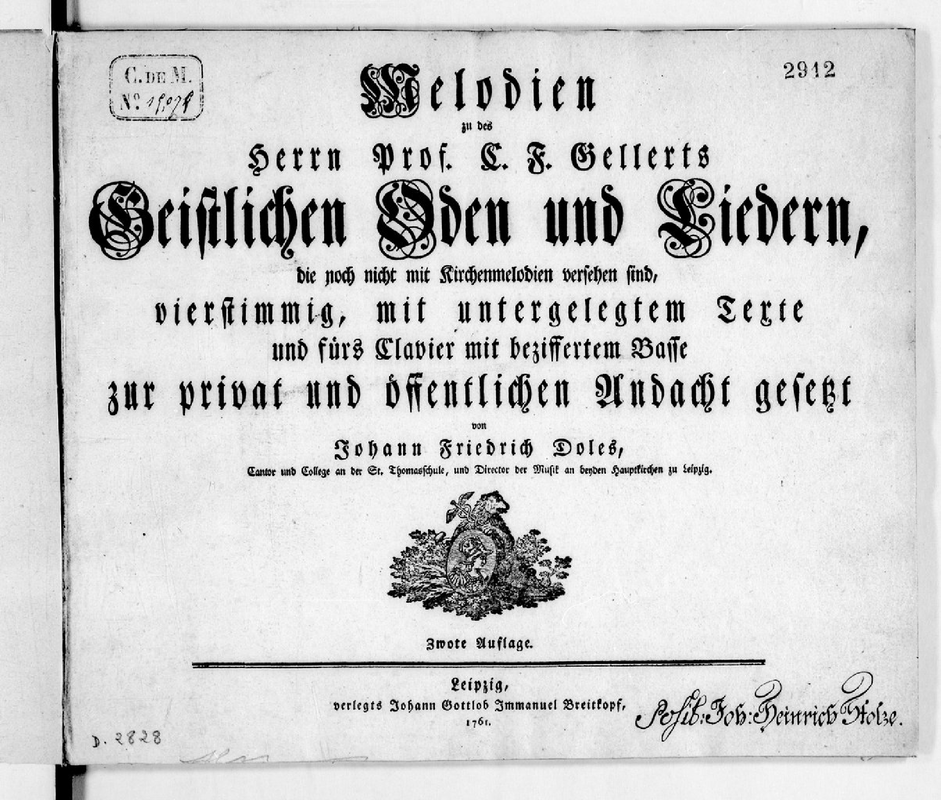 C. DE M.
Nº
2912
Melodien
zu des
Herrn Prof. C. F. Gellerts
Geistlichen Oden und Liedern,
die noch nicht mit Kirchenmelodien versehen sind,
vierstimmig, mit untergelegtem Texte
und fürs Clavier mit beziffertem Basse
zur privat und öffentlichen Andacht gesetzt
von
Johann Friedrich Doles,
Cantor und College an der St. Thomasschule, und Director der Musik an beyden Hauptkirchen zu Leipzig.
Zwote Auflage.
Leipzig,
verlegts Johann Gottlob Immanuel Breitkopf,
1761.
Poſſib: Joh: Heinrich Stolze.
D. 2828